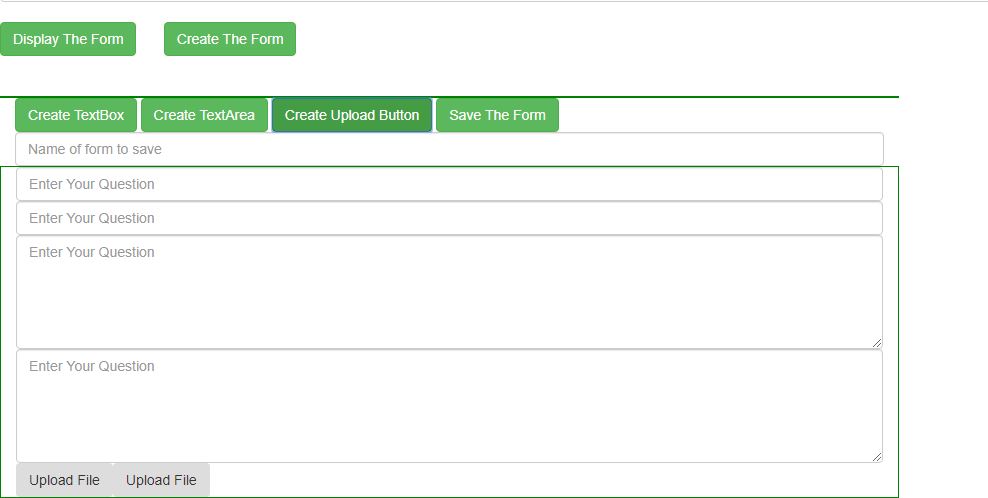 Display The Form Create The Form
Create TextBox Create TextArea Create Upload Button Save The Form
Name of form to save
Enter Your Question
Enter Your Question
Enter Your Question
Enter Your Question
Upload File Upload File